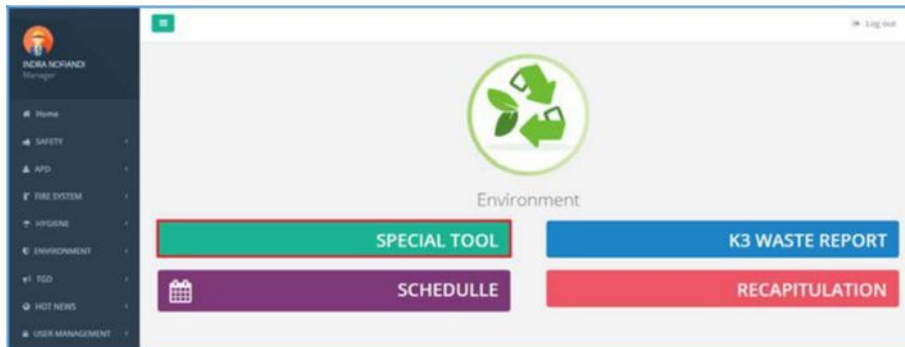 Log out
INDRA NOFIANDI
Manager
Home
SAFETY
APD
FIRE SYSTEM
HYGIENE
ENVIRONMENT
TGD
HOT NEWS
USER MANAGEMENT
Environment
SPECIAL TOOL
K3 WASTE REPORT
SCHEDULLE
RECAPITULATION